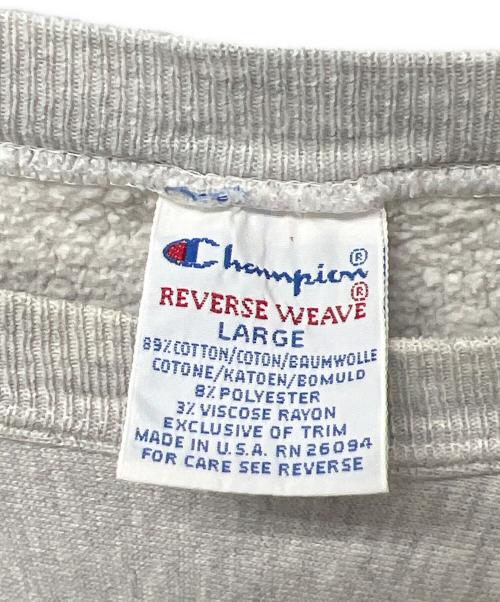 Champion®
REVERSE WEAVE®
LARGE
89% COTTON/COTON/BAUMWOLLE
COTONE/KATOEN/BOMULD
8% POLYESTER
3% VISCOSE RAYON
EXCLUSIVE OF TRIM
MADE IN U.S.A. RN 26094
FOR CARE SEE REVERSE